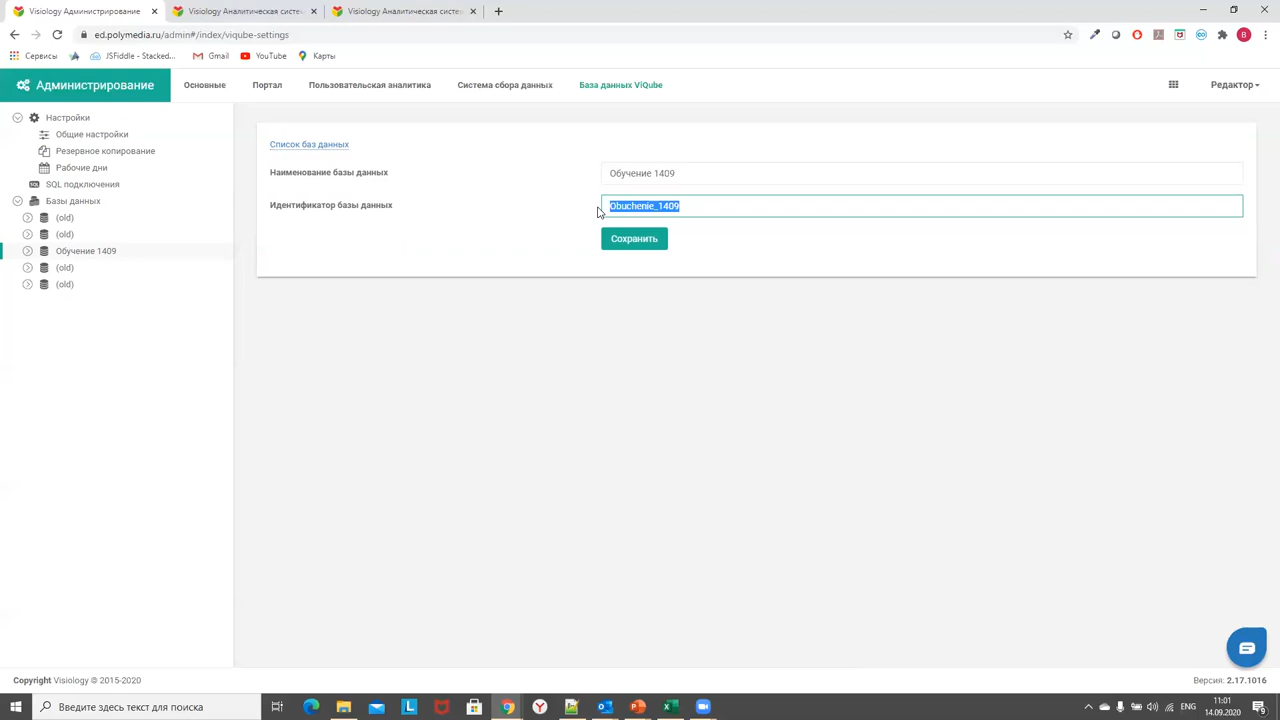 Visiology Администрирование
Visiology Аналитическая систем
Visiology Аналитическая систем
ed.polymedia.ru/admin#/index/viqube-settings
Сервисы
JSFiddle - Stacked...
Gmail
YouTube
Карты
Администрирование
Основные
Портал
Пользовательская аналитика
Система сбора данных
База данных ViQube
Редактор
Настройки
Общие настройки
Резервное копирование
Рабочие дни
SQL подключения
Базы данных
(old)
(old)
Обучение 1409
(old)
(old)
Список баз данных
Наименование базы данных
Обучение 1409
Идентификатор базы данных
Obuchenie_1409
Сохранить
Copyright Visiology © 2015-2020
Версия: 2.17.1016
Введите здесь текст для поиска
ENG
11:01
14.09.2020